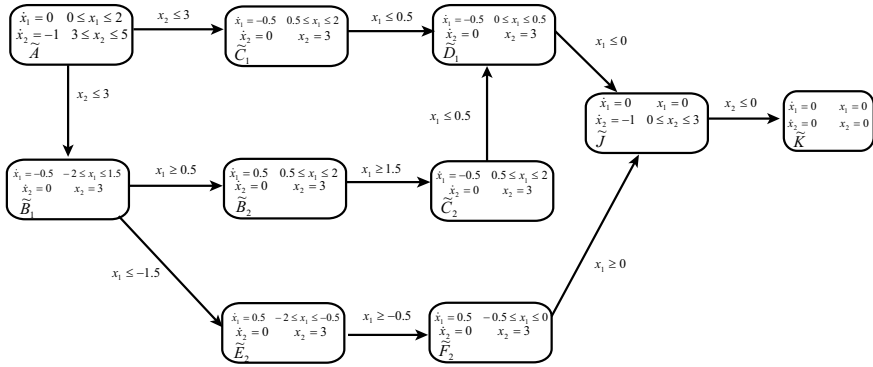 ẋ₁ = 0 0 ≤ x₁ ≤ 2
ẋ₂ = −1 3 ≤ x₂ ≤ 5
Ã
x₂ ≤ 3
ẋ₁ = −0.5 0.5 ≤ x₁ ≤ 2
ẋ₂ = 0 x₂ = 3
C̃₁
x₁ ≤ 0.5
ẋ₁ = −0.5 0 ≤ x₁ ≤ 0.5
ẋ₂ = 0 x₂ = 3
D̃₁
x₁ ≤ 0
x₂ ≤ 3
x₁ ≤ 0.5
ẋ₁ = 0 x₁ = 0
ẋ₂ = −1 0 ≤ x₂ ≤ 3
J̃
x₂ ≤ 0
ẋ₁ = 0 x₁ = 0
ẋ₂ = 0 x₂ = 0
K̃
ẋ₁ = −0.5 −2 ≤ x₁ ≤ 1.5
ẋ₂ = 0 x₂ = 3
B̃₁
x₁ ≥ 0.5
ẋ₁ = 0.5 0.5 ≤ x₁ ≤ 2
ẋ₂ = 0 x₂ = 3
B̃₂
x₁ ≥ 1.5
ẋ₁ = −0.5 0.5 ≤ x₁ ≤ 2
ẋ₂ = 0 x₂ = 3
C̃₂
x₁ ≤ −1.5
x₁ ≥ 0
ẋ₁ = 0.5 −2 ≤ x₁ ≤ −0.5
ẋ₂ = 0 x₂ = 3
Ẽ₂
x₁ ≥ −0.5
ẋ₁ = 0.5 −0.5 ≤ x₁ ≤ 0
ẋ₂ = 0 x₂ = 3
F̃₂